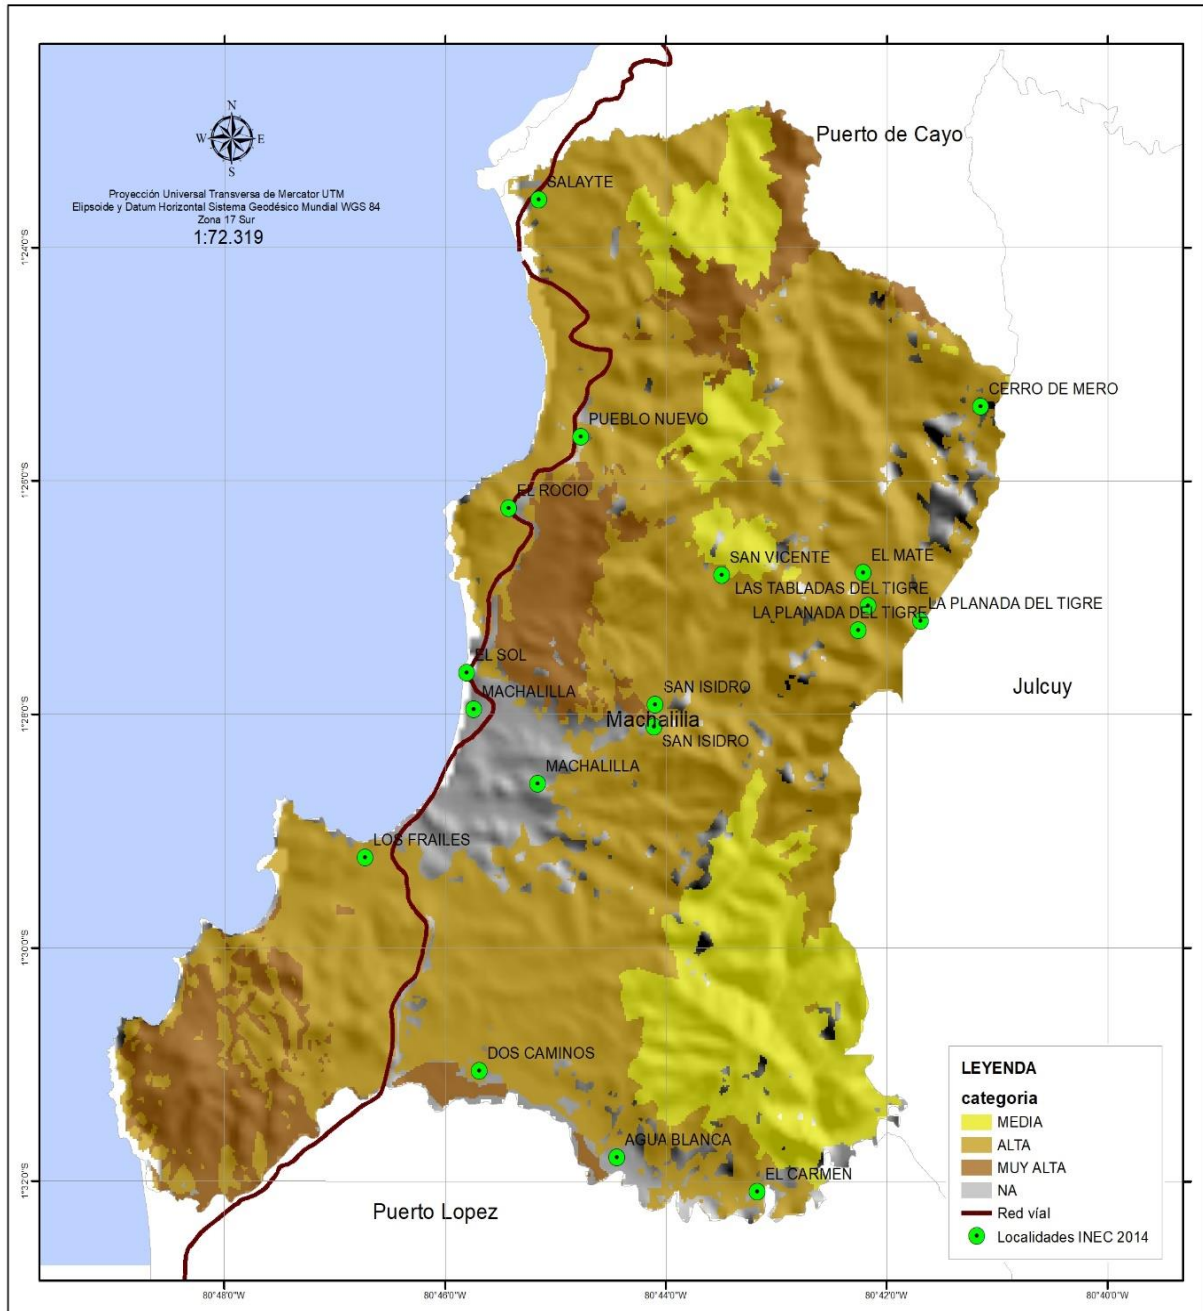 N
W E
S
Proyección Universal Transversa de Mercator UTM
Elipsoide y Datum Horizontal Sistema Geodésico Mundial WGS 84
Zona 17 Sur
1:72.319
Puerto de Cayo
SALAYTE
1°24'0"S
CERRO DE MERO
PUEBLO NUEVO
1°26'0"S
EL ROCIO
SAN VICENTE
EL MATE
LAS TABLADAS DEL TIGRE
LA PLANADA DEL TIGRE
LA PLANADA DEL TIGRE
EL SOL
MACHALILLA
SAN ISIDRO
Julcuy
1°28'0"S
Machalilla
SAN ISIDRO
MACHALILLA
LOS FRAILES
1°30'0"S
DOS CAMINOS
AGUA BLANCA
EL CARMEN
1°32'0"S
Puerto Lopez
LEYENDA
categoria
MEDIA
ALTA
MUY ALTA
NA
Red víal
Localidades INEC 2014
80°48'0"W 80°46'0"W 80°44'0"W 80°42'0"W 80°40'0"W